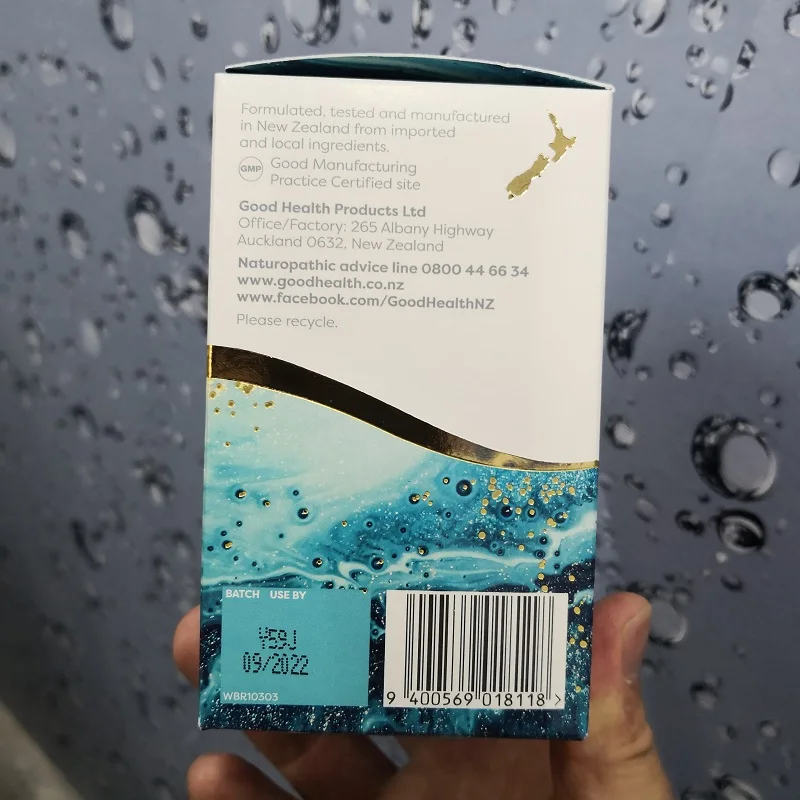 Formulated, tested and manufactured
in New Zealand from imported
and local ingredients.
GMP Good Manufacturing
Practice Certified site
Good Health Products Ltd
Office/Factory: 265 Albany Highway
Auckland 0632, New Zealand
Naturopathic advice line 0800 44 66 34
www.goodhealth.co.nz
www.facebook.com/GoodHealthNZ
Please recycle.
BATCH USE BY
Y59J
09/2022
WBR10303
9 400569 018118 >